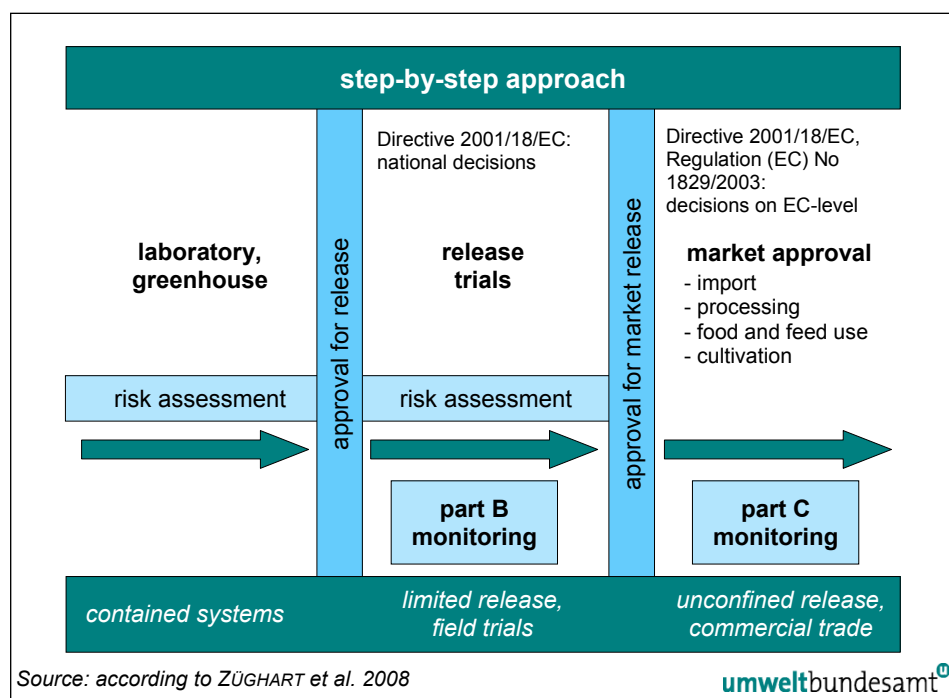 step-by-step approach
laboratory,
greenhouse
risk assessment
approval for release
Directive 2001/18/EC:
national decisions
release
trials
risk assessment
part B
monitoring
approval for market release
Directive 2001/18/EC,
Regulation (EC) No
1829/2003:
decisions on EC-level
market approval
- import
- processing
- food and feed use
- cultivation
part C
monitoring
contained systems
limited release,
field trials
unconfined release,
commercial trade
Source: according to ZÜGHART et al. 2008
umweltbundesamt u